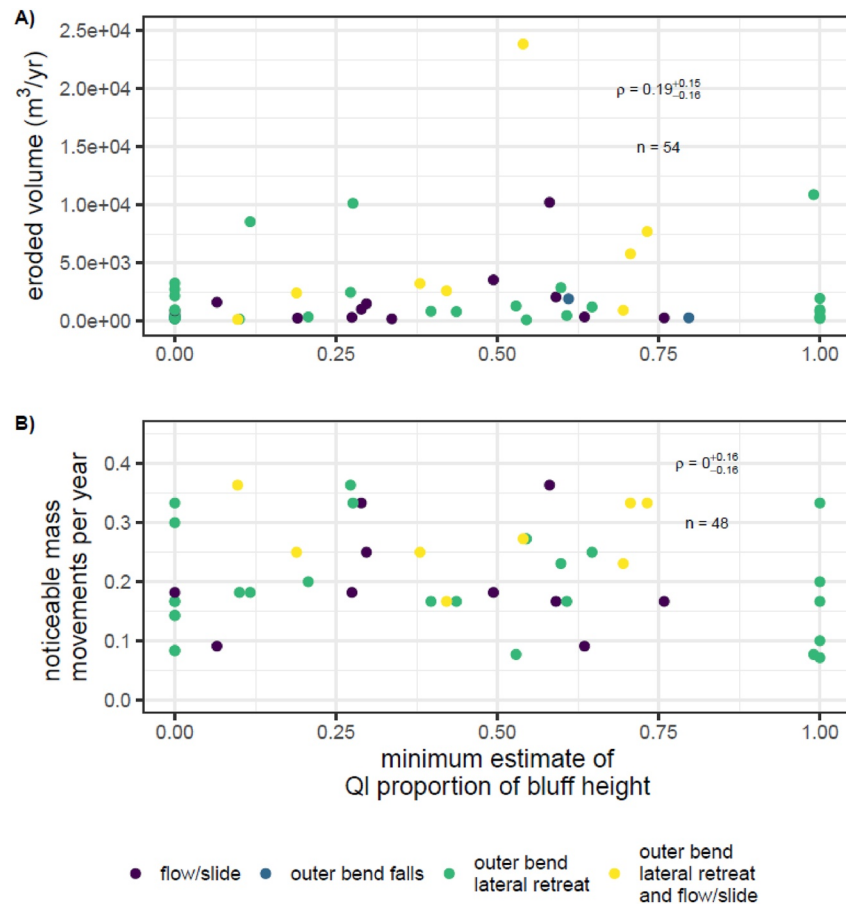 A)
eroded volume (m³/yr)
2.5e+04
2.0e+04
1.5e+04
1.0e+04
5.0e+03
0.0e+00
ρ = 0.19 +0.15 −0.16
n = 54
0.00 0.25 0.50 0.75 1.00
B)
noticeable mass
movements per year
0.4
0.3
0.2
0.1
0.0
ρ = 0 +0.16 −0.16
n = 48
0.00 0.25 0.50 0.75 1.00
minimum estimate of
QI proportion of bluff height
flow/slide
outer bend falls
outer bend
lateral retreat
outer bend
lateral retreat
and flow/slide